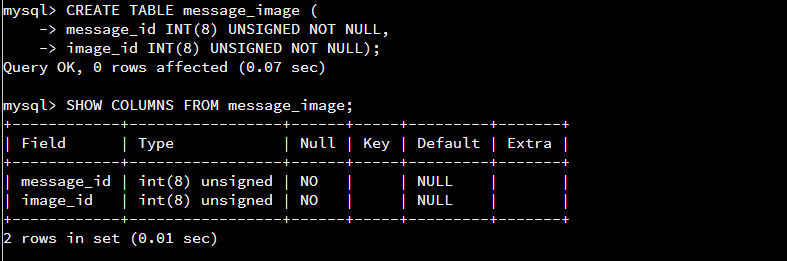 mysql> CREATE TABLE message_image (
    -> message_id INT(8) UNSIGNED NOT NULL,
    -> image_id INT(8) UNSIGNED NOT NULL);
Query OK, 0 rows affected (0.07 sec)

mysql> SHOW COLUMNS FROM message_image;
+------------+-----------------+------+-----+---------+-------+
| Field      | Type            | Null | Key | Default | Extra |
+------------+-----------------+------+-----+---------+-------+
| message_id | int(8) unsigned | NO   |     | NULL    |       |
| image_id   | int(8) unsigned | NO   |     | NULL    |       |
+------------+-----------------+------+-----+---------+-------+
2 rows in set (0.01 sec)